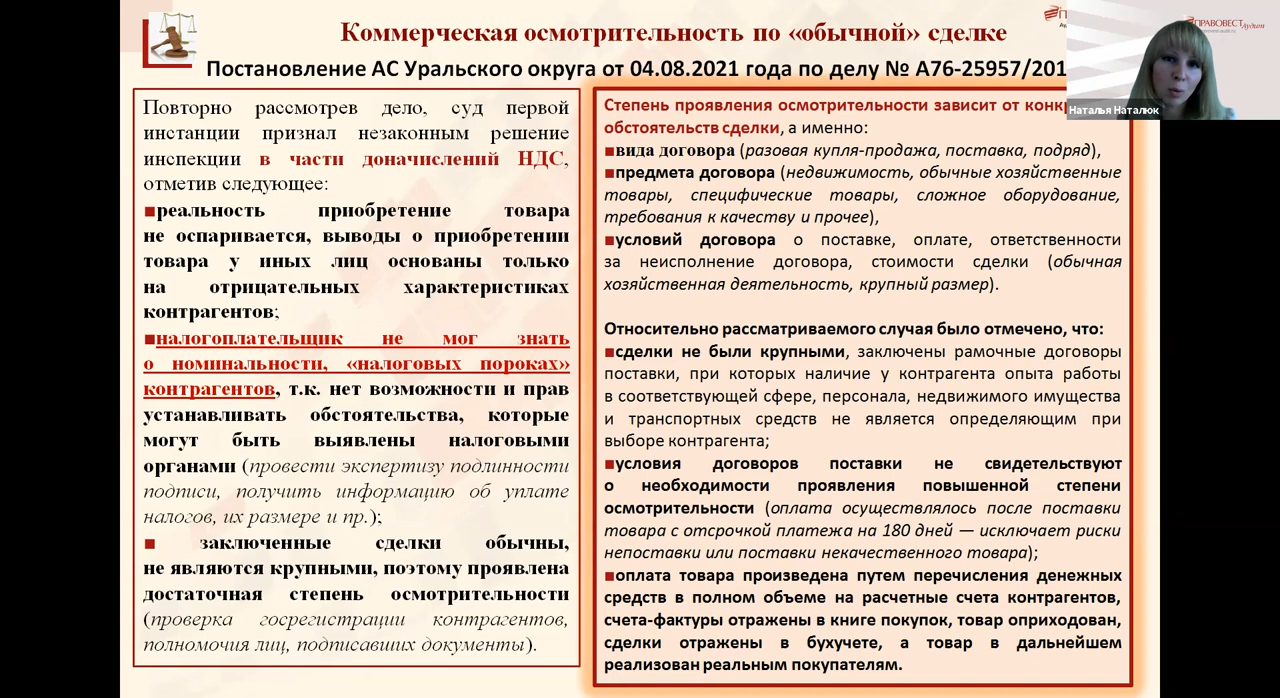 Коммерческая осмотрительность по «обычной» сделке
Постановление АС Уральского округа от 04.08.2021 года по делу № А76-25957/201
Повторно рассмотрев дело, суд первой
инстанции признал незаконным решение
инспекции в части доначислений НДС,
отметив следующее:
■реальность приобретение товара
не оспаривается, выводы о приобретении
товара у иных лиц основаны только
на отрицательных характеристиках
контрагентов;
■налогоплательщик не мог знать
о номинальности, «налоговых пороках»
контрагентов, т.к. нет возможности и прав
устанавливать обстоятельства, которые
могут быть выявлены налоговыми
органами (провести экспертизу подлинности
подписи, получить информацию об уплате
налогов, их размере и пр.);
■ заключенные сделки обычны,
не являются крупными, поэтому проявлена
достаточная степень осмотрительности
(проверка госрегистрации контрагентов,
полномочия лиц, подписавших документы).
Степень проявления осмотрительности зависит от
обстоятельств сделки, а именно:
■вида договора (разовая купля-продажа, поставка, подряд),
■предмета договора (недвижимость, обычные хозяйственные
товары, специфические товары, сложное оборудование,
требования к качеству и прочее),
■условий договора о поставке, оплате, ответственности
за неисполнение договора, стоимости сделки (обычная
хозяйственная деятельность, крупный размер).
Относительно рассматриваемого случая было отмечено, что:
■сделки не были крупными, заключены рамочные договоры
поставки, при которых наличие у контрагента опыта работы
в соответствующей сфере, персонала, недвижимого имущества
и транспортных средств не является определяющим при
выборе контрагента;
■условия договоров поставки не свидетельствуют
о необходимости проявления повышенной степени
осмотрительности (оплата осуществлялось после поставки
товара с отсрочкой платежа на 180 дней — исключает риски
непоставки или поставки некачественного товара);
■оплата товара произведена путем перечисления денежных
средств в полном объеме на расчетные счета контрагентов,
счета-фактуры отражены в книге покупок, товар оприходован,
сделки отражены в бухучете, а товар в дальнейшем
реализован реальным покупателям.
ПРАВОВЕСТ Аудит
Наталья Наталюк